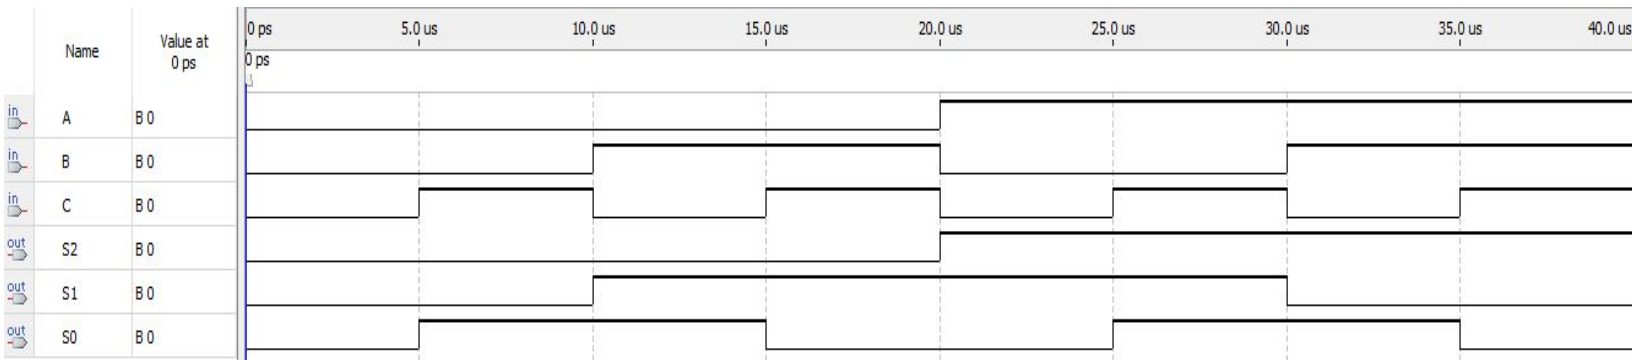 Name Value at 0 ps
0 ps 5.0 us 10.0 us 15.0 us 20.0 us 25.0 us 30.0 us 35.0 us 40.0 us
0 ps
in A B 0
in B B 0
in C B 0
out S2 B 0
out S1 B 0
out S0 B 0